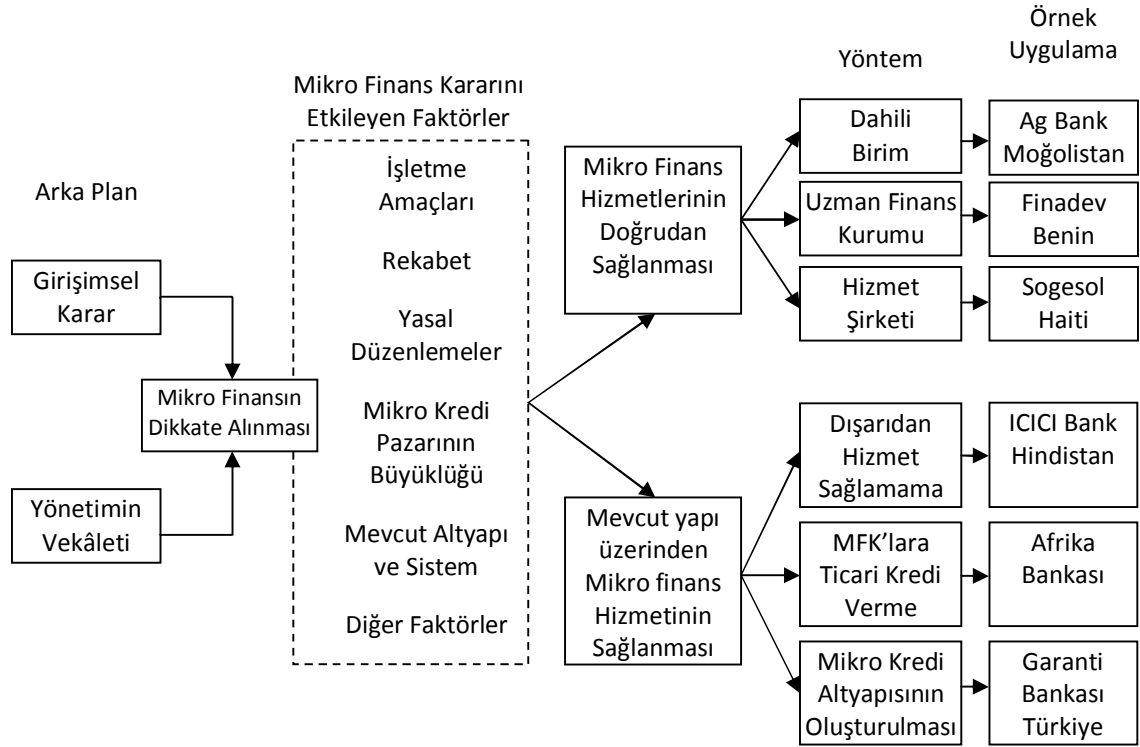 Arka Plan
Girişimsel
Karar
Yönetimin
Vekâleti
Mikro Finansın
Dikkate Alınması
Mikro Finans Kararını
Etkileyen Faktörler
İşletme
Amaçları
Rekabet
Yasal
Düzenlemeler
Mikro Kredi
Pazarının
Büyüklüğü
Mevcut Altyapı
ve Sistem
Diğer Faktörler
Mikro Finans
Hizmetlerinin
Doğrudan
Sağlanması
Mevcut yapı
üzerinden
Mikro finans
Hizmetinin
Sağlanması
Yöntem
Örnek
Uygulama
Dahili
Birim
Ag Bank
Moğolistan
Uzman Finans
Kurumu
Finadev
Benin
Hizmet
Şirketi
Sogesol
Haiti
Dışarıdan
Hizmet
Sağlamama
ICICI Bank
Hindistan
MFK’lara
Ticari Kredi
Verme
Afrika
Bankası
Mikro Kredi
Altyapısının
Oluşturulması
Garanti
Bankası
Türkiye